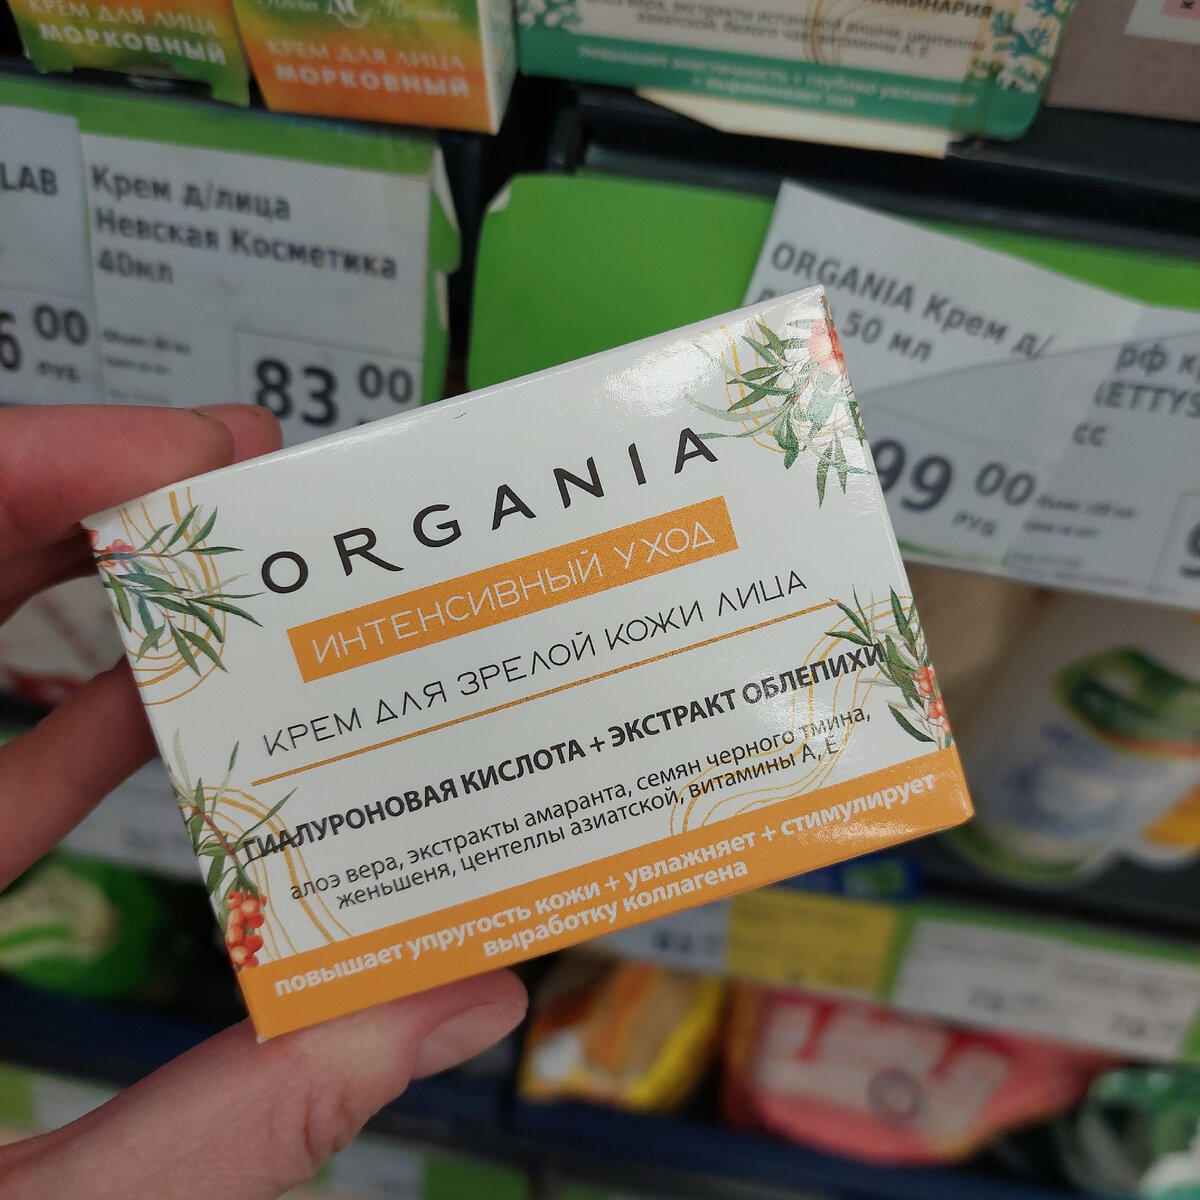 КРЕМ ДЛЯ ЛИЦА
МОРКОВНЫЙ
КРЕМ ДЛЯ ЛИЦА
МОРКОВНЫЙ
ЛАМИНАРИЯ
LAB
Крем д/лица
Невская Косметика
40мл
00
РУБ
83 00
ORGANIA Крем д/
50 мл
99 00
РУБ
ORGANIA
ИНТЕНСИВНЫЙ УХОД
КРЕМ ДЛЯ ЗРЕЛОЙ КОЖИ ЛИЦА
ГИАЛУРОНОВАЯ КИСЛОТА + ЭКСТРАКТ ОБЛЕПИХИ
алоэ вера, экстракты амаранта, семян черного тмина,
женьшеня, центеллы азиатской, витамины А, Е
повышает упругость кожи + увлажняет + стимулирует
выработку коллагена